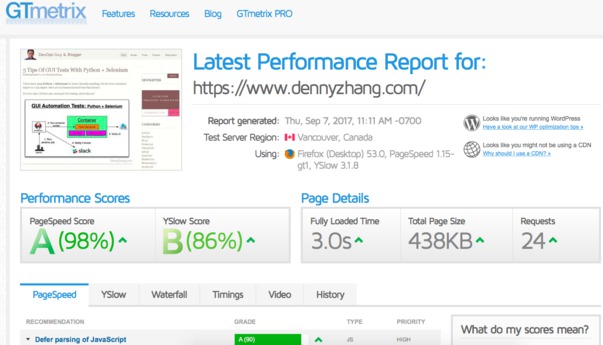 GTmetrix
Features Resources Blog GTmetrix PRO
DevOps Guy & Blogger
5 Tips Of GUI Tests With Python + Selenium
GUI Automation Tests: Python + Selenium
Container
slack
NEWSLETTER
CATEGORIES
Latest Performance Report for:
https://www.dennyzhang.com/
Report generated: Thu, Sep 7, 2017, 11:11 AM -0700
Test Server Region: Vancouver, Canada
Using: Firefox (Desktop) 53.0, PageSpeed 1.15-
gt1, YSlow 3.1.8
Looks like you're running WordPress
Have a look at our WP optimization tips »
Looks like you might not be using a CDN
Why should I use a CDN? »
Performance Scores
PageSpeed Score
A (98%)
YSlow Score
B (86%)
Page Details
Fully Loaded Time
3.0s
Total Page Size
438KB
Requests
24
PageSpeed YSlow Waterfall Timings Video History
RECOMMENDATION GRADE TYPE PRIORITY
Defer parsing of JavaScript A (90) JS HIGH
What do my scores mean?